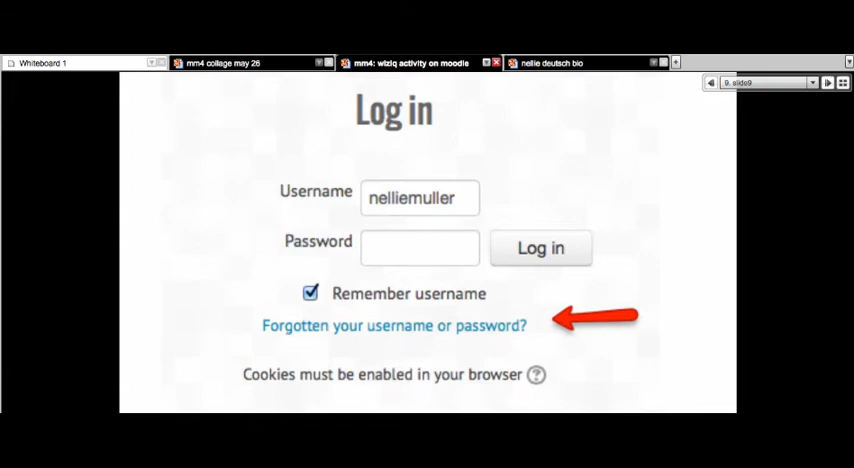 Whiteboard 1
mm4 collage may 26
mm4: wiziq activity on moodle
nellie deutsch bio
9. slide9
Log in
Username
nelliemuller
Password
Log in
Remember username
Forgotten your username or password?
Cookies must be enabled in your browser ?